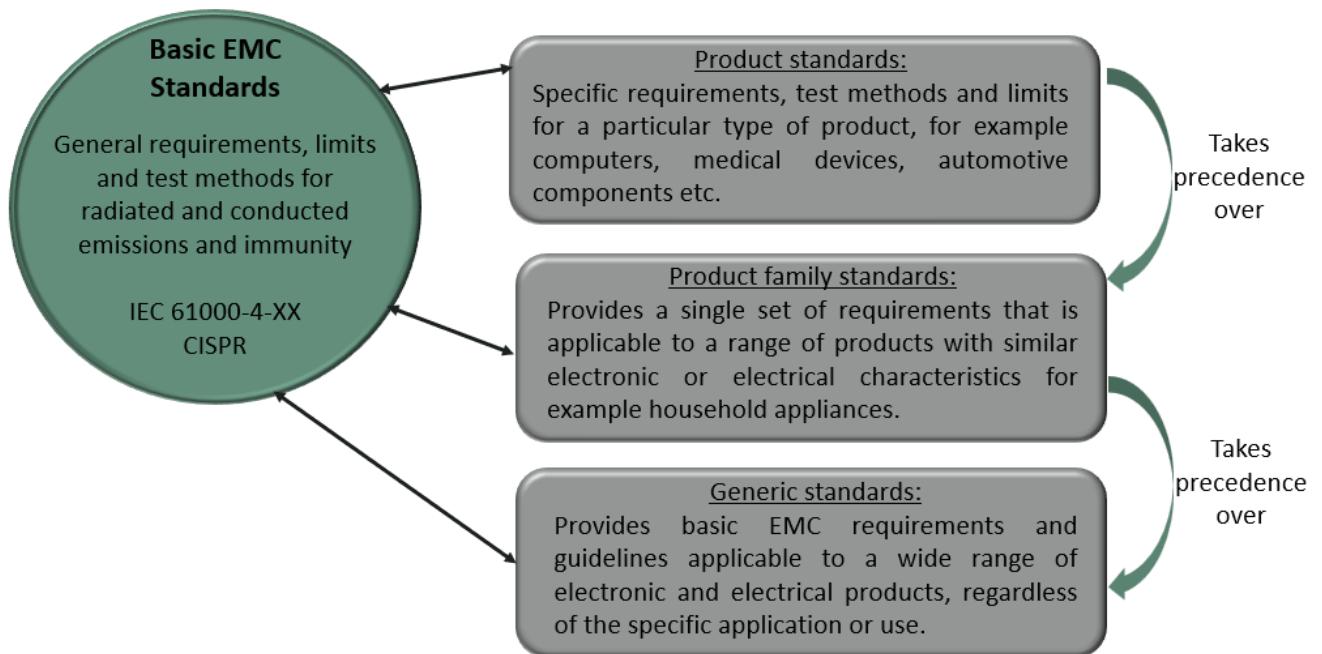 Basic EMC
Standards
General requirements, limits
and test methods for
radiated and conducted
emissions and immunity
IEC 61000-4-XX
CISPR
Product standards:
Specific requirements, test methods and limits
for a particular type of product, for example
computers, medical devices, automotive
components etc.
Takes
precedence
over
Product family standards:
Provides a single set of requirements that is
applicable to a range of products with similar
electronic or electrical characteristics for
example household appliances.
Takes
precedence
over
Generic standards:
Provides basic EMC requirements and
guidelines applicable to a wide range of
electronic and electrical products, regardless
of the specific application or use.